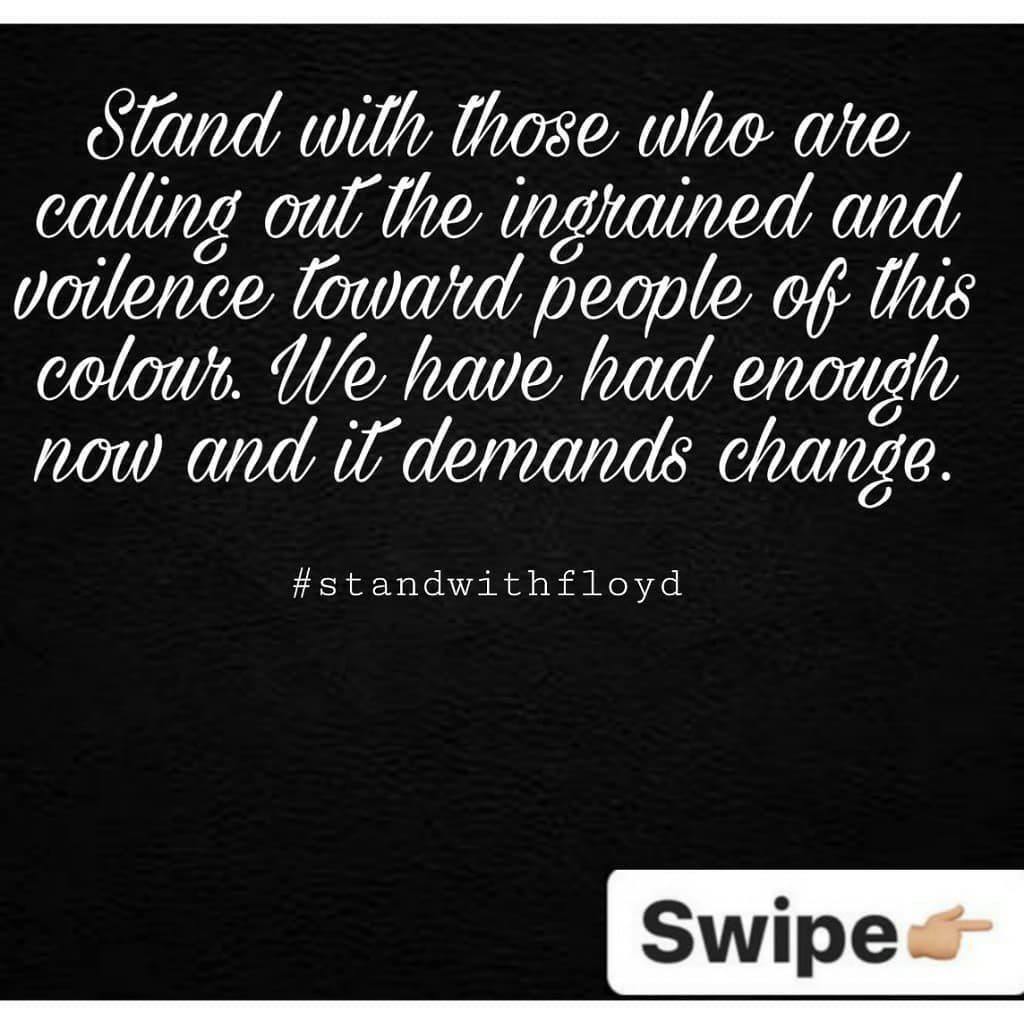 Stand with those who are
calling out the ingrained and
voilence toward people of this
colour. We have had enough
now and it demands change.
#standwithfloyd
Swipe